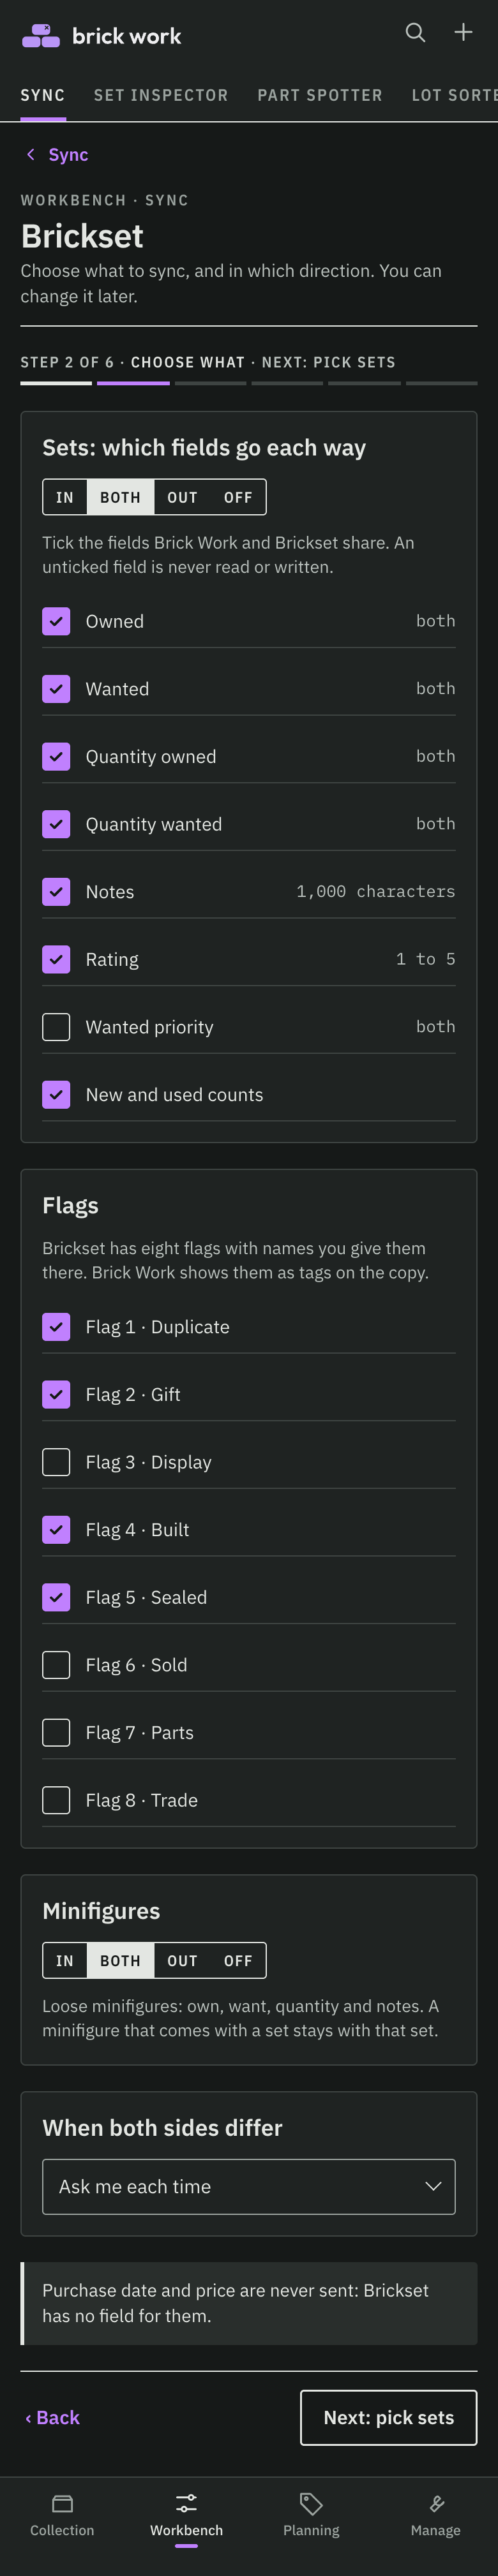 brick work
SYNC SET INSPECTOR PART SPOTTER LOT SORTE
Sync
WORKBENCH · SYNC
Brickset
Choose what to sync, and in which direction. You can
change it later.
STEP 2 OF 6 · CHOOSE WHAT · NEXT: PICK SETS
Sets: which fields go each way
IN BOTH OUT OFF
Tick the fields Brick Work and Brickset share. An
unticked field is never read or written.
Owned both
Wanted both
Quantity owned both
Quantity wanted both
Notes 1,000 characters
Rating 1 to 5
Wanted priority both
New and used counts
Flags
Brickset has eight flags with names you give them
there. Brick Work shows them as tags on the copy.
Flag 1 · Duplicate
Flag 2 · Gift
Flag 3 · Display
Flag 4 · Built
Flag 5 · Sealed
Flag 6 · Sold
Flag 7 · Parts
Flag 8 · Trade
Minifigures
IN BOTH OUT OFF
Loose minifigures: own, want, quantity and notes. A
minifigure that comes with a set stays with that set.
When both sides differ
Ask me each time
Purchase date and price are never sent: Brickset
has no field for them.
‹ Back Next: pick sets
Collection Workbench Planning Manage